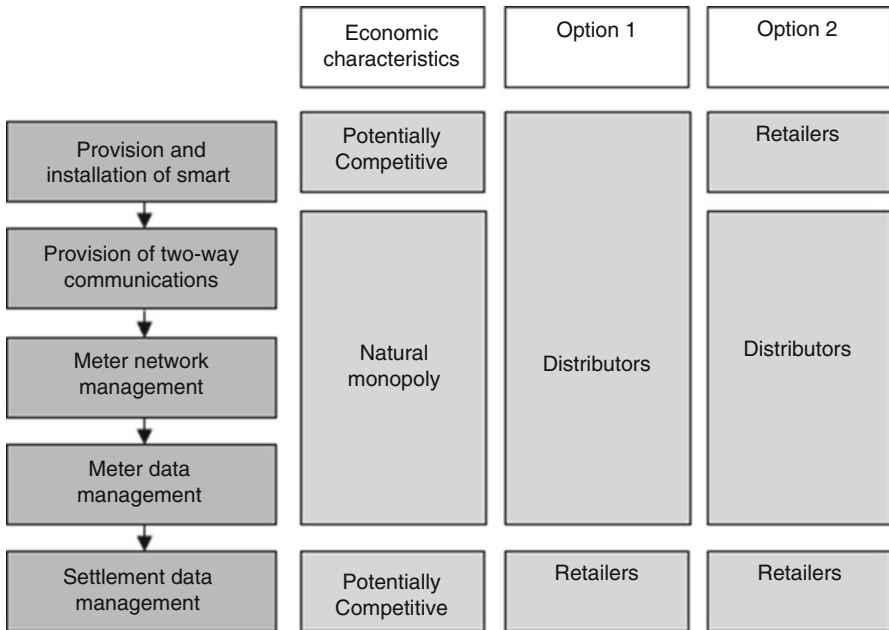 Economic
characteristics
Option 1
Option 2
Provision and
installation of smart
Potentially
Competitive
Retailers
Provision of two-way
communications
Meter network
management
Natural
monopoly
Distributors
Distributors
Meter data
management
Settlement data
management
Potentially
Competitive
Retailers
Retailers